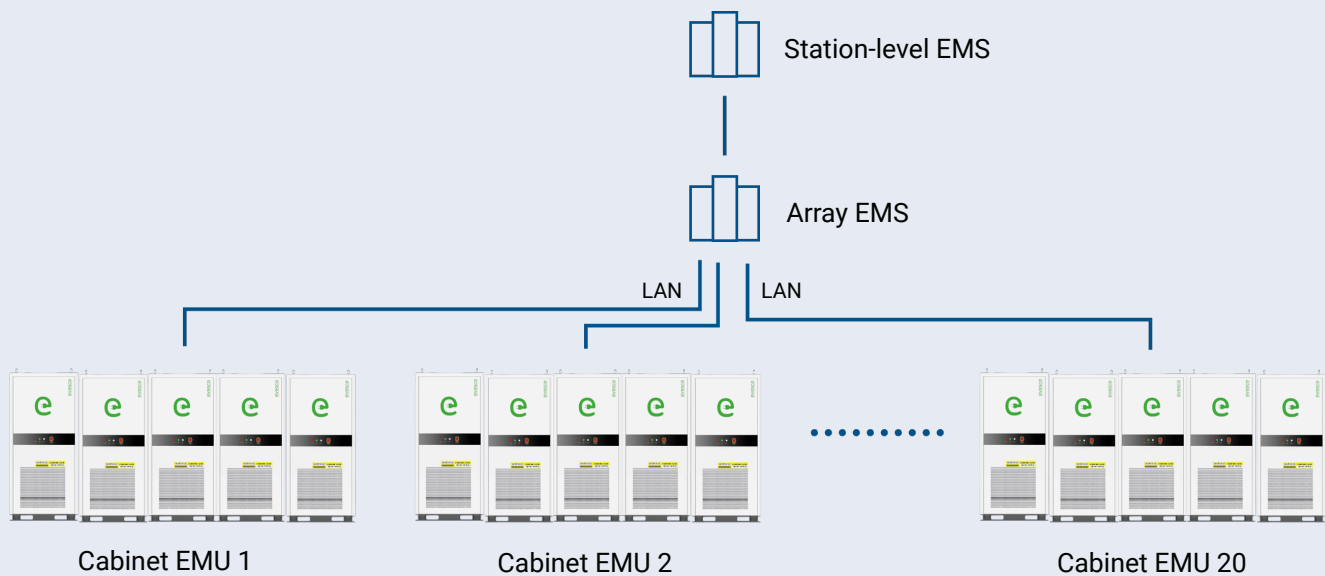 Station-level EMS
Array EMS
LAN
LAN
Cabinet EMU 1
Cabinet EMU 2
Cabinet EMU 20